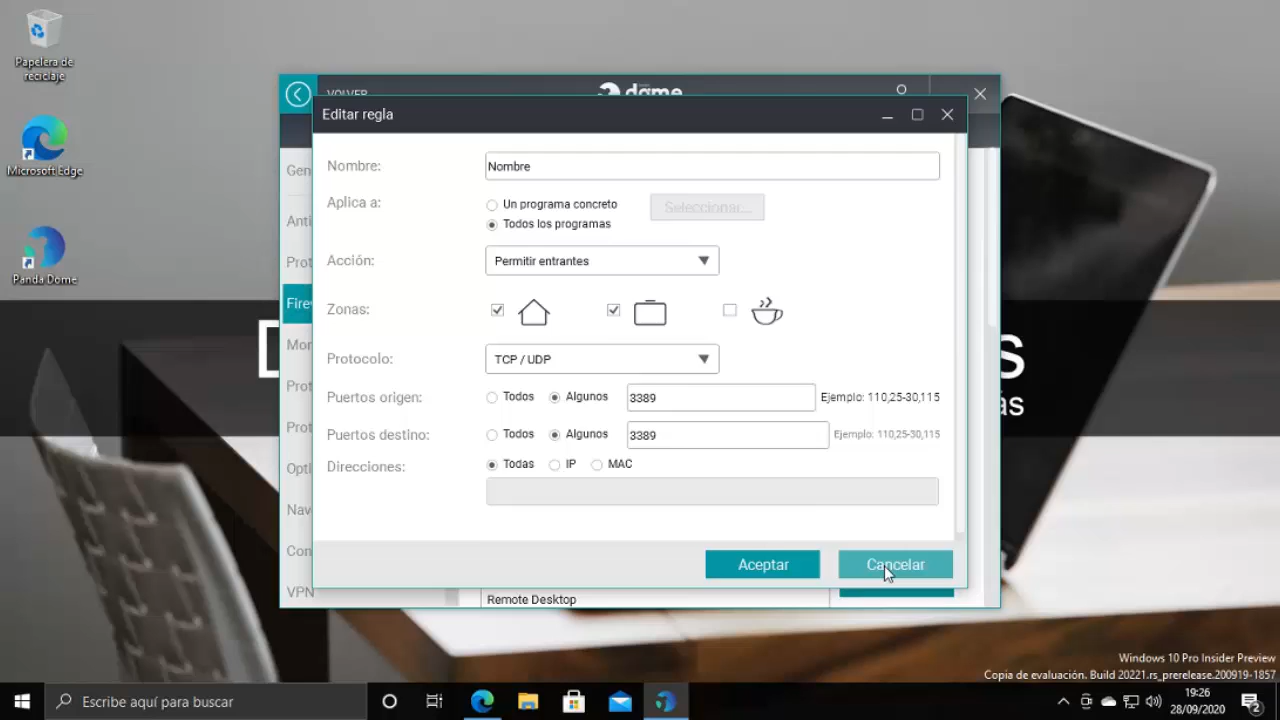 Papelera de
reciclaje
Microsoft Edge
Panda Dome
VOLVER
dome
Editar regla
Gen
Anti
Prot
Fire
Mon
Prot
Prot
Opti
Nav
Con
VPN
Nombre:
Nombre
Aplica a:
Un programa concreto
Seleccionar...
Todos los programas
Acción:
Permitir entrantes
Zonas:
Protocolo:
TCP / UDP
Puertos origen:
Todos
Algunos
3389
Ejemplo: 110,25-30,115
Puertos destino:
Todos
Algunos
3389
Ejemplo: 110,25-30,115
Direcciones:
Todas
IP
MAC
Aceptar
Cancelar
Remote Desktop
D
S
ás
Windows 10 Pro Insider Preview
Copia de evaluación. Build 20221.rs_prerelease.200919-1857
Escribe aquí para buscar
19:26
28/09/2020
2